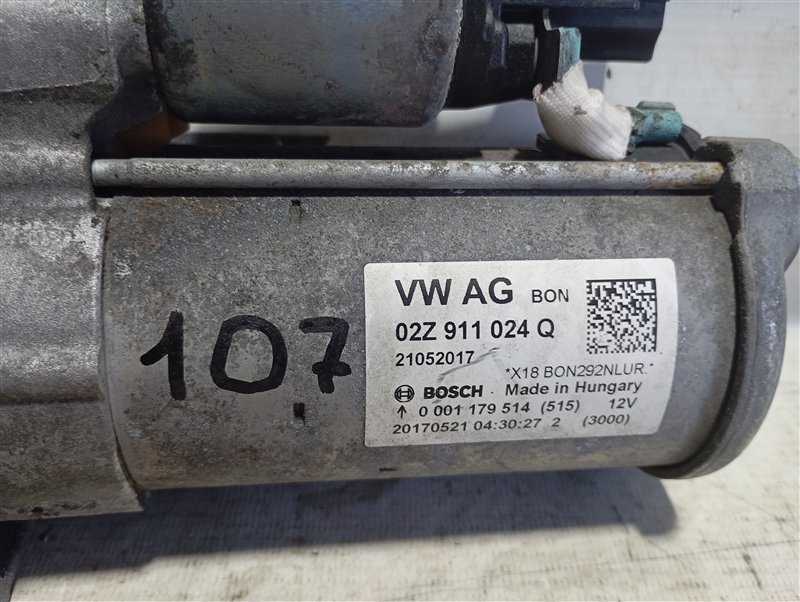 107
VW AG BON
02Z 911 024 Q
21052017
*X18 BON292NLUR.*
BOSCH · Made in Hungary
↑ 0 001 179 514 (515) 12V
20170521 04:30:27 2 (3000)